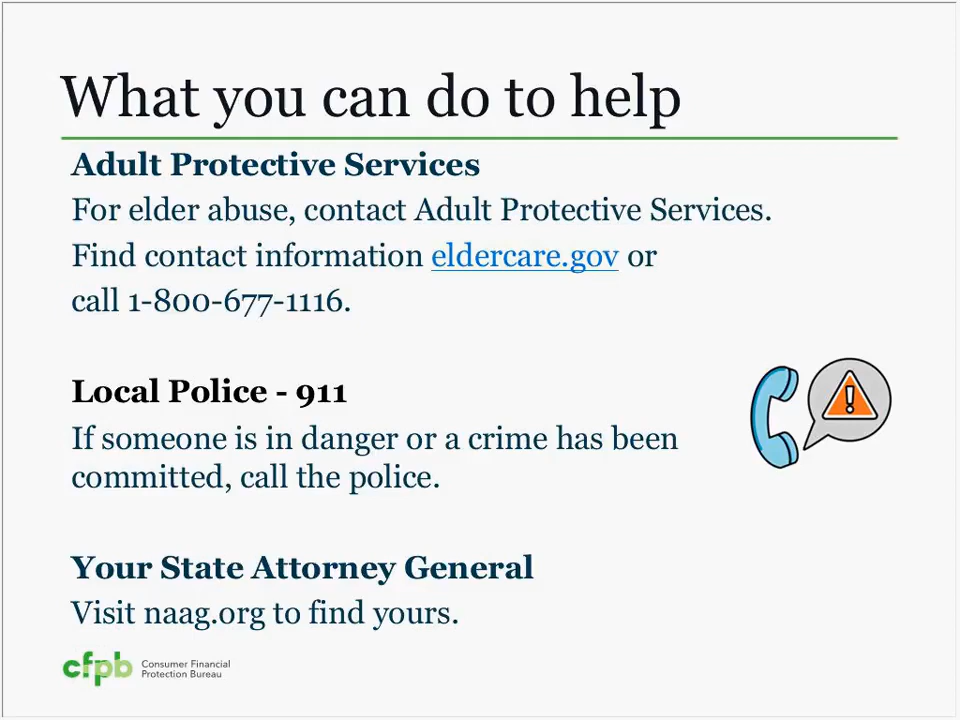 What you can do to help
Adult Protective Services
For elder abuse, contact Adult Protective Services.
Find contact information eldercare.gov or
call 1-800-677-1116.
Local Police - 911
If someone is in danger or a crime has been
committed, call the police.
Your State Attorney General
Visit naag.org to find yours.
cfpb
Consumer Financial
Protection Bureau